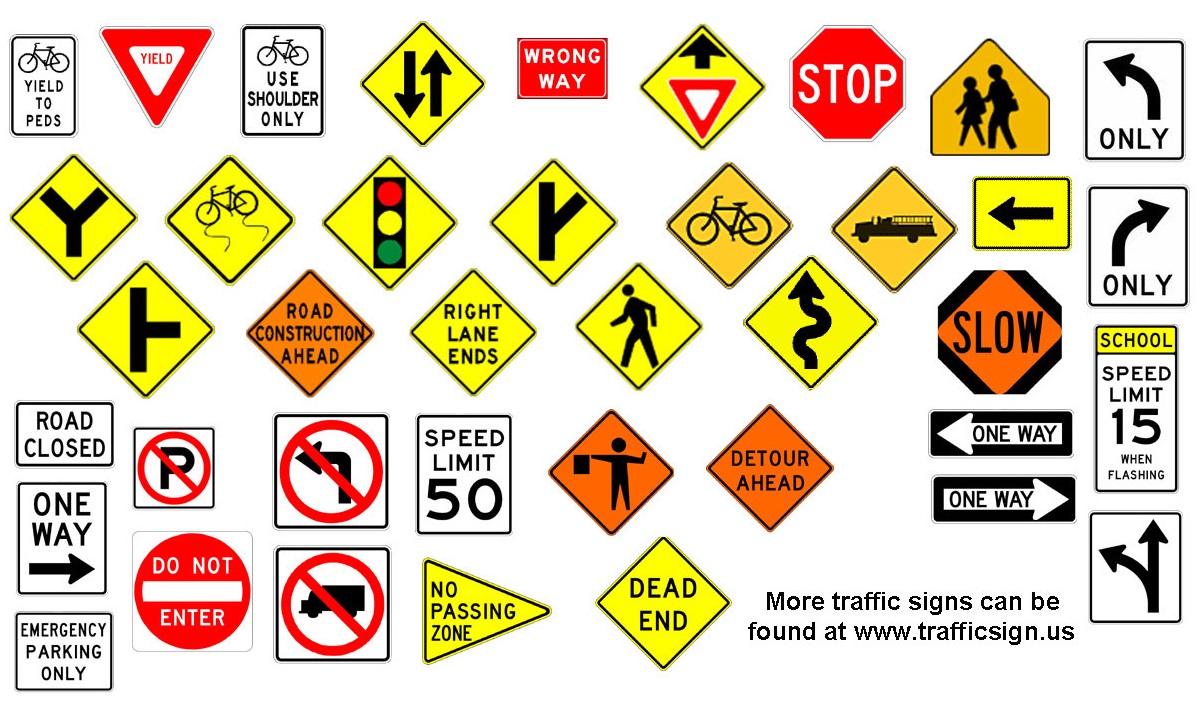 YIELD
TO
PEDS
YIELD
USE
SHOULDER
ONLY
WRONG
WAY
STOP
ONLY
ONLY
ROAD
CONSTRUCTION
AHEAD
RIGHT
LANE
ENDS
SLOW
SCHOOL
SPEED
LIMIT
15
WHEN
FLASHING
ROAD
CLOSED
P
SPEED
LIMIT
50
DETOUR
AHEAD
ONE WAY
ONE WAY
ONE
WAY
DO NOT
ENTER
NO
PASSING
ZONE
DEAD
END
EMERGENCY
PARKING
ONLY
More traffic signs can be
found at www.trafficsign.us